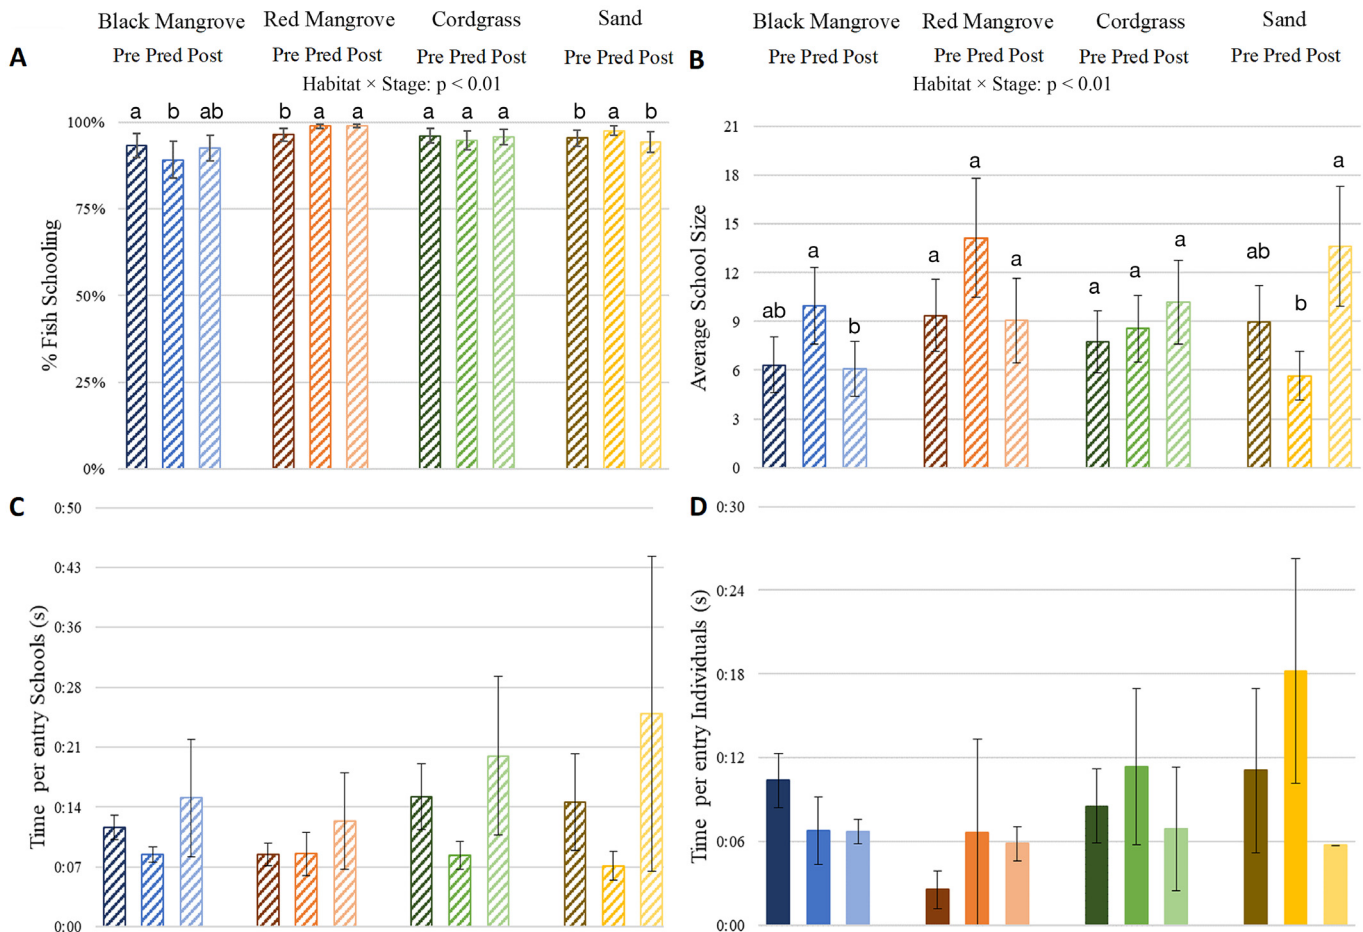 Black Mangrove Red Mangrove Cordgrass Sand
A Pre Pred Post Pre Pred Post Pre Pred Post Pre Pred Post
Habitat × Stage: p < 0.01
a b ab b a a a a a b a b
100%
75%
50%
25%
0%
% Fish Schooling
Black Mangrove Red Mangrove Cordgrass Sand
B Pre Pred Post Pre Pred Post Pre Pred Post Pre Pred Post
Habitat × Stage: p < 0.01
21
18
15
12
9
6
3
0
Average School Size
ab a b a a a a a a ab b a
C
0:50
0:43
0:36
0:28
0:21
0:14
0:07
0:00
Time per entry Schools (s)
D
0:30
0:24
0:18
0:12
0:06
0:00
Time per entry Individuals (s)